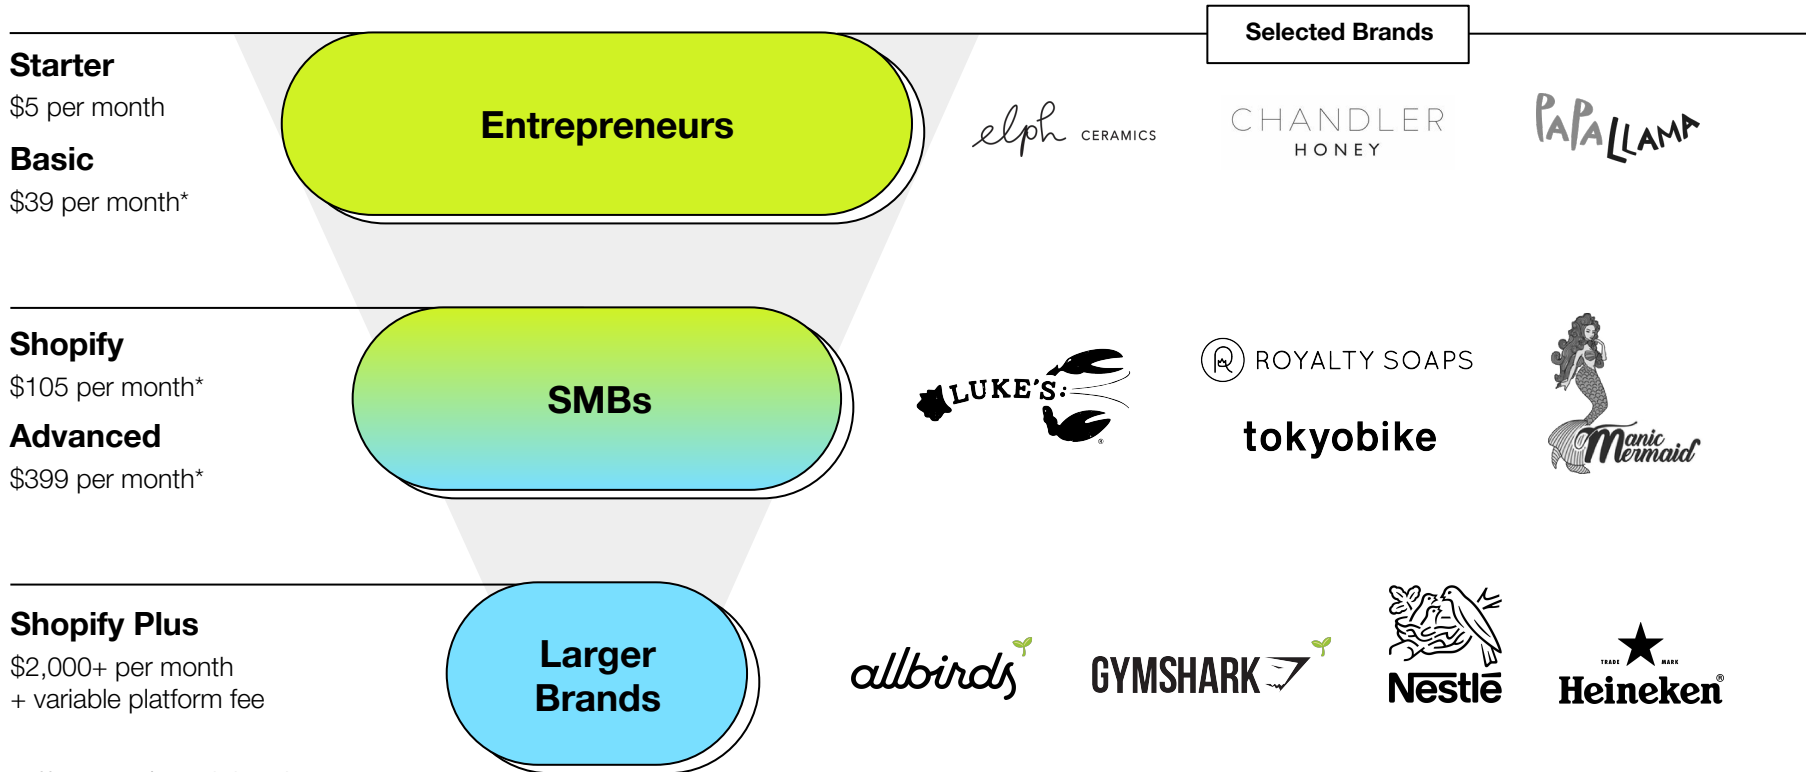 Selected Brands
Starter
$5 per month
Basic
$39 per month*
Entrepreneurs
elph CERAMICS
CHANDLER
HONEY
PAPALLAMA
Shopify
$105 per month*
Advanced
$399 per month*
SMBs
LUKE'S
ROYALTY SOAPS
tokyobike
Manic
Mermaid
Shopify Plus
$2,000+ per month
+ variable platform fee
Larger
Brands
allbirds
GYMSHARK
Nestlé
TRADE MARK
Heineken®